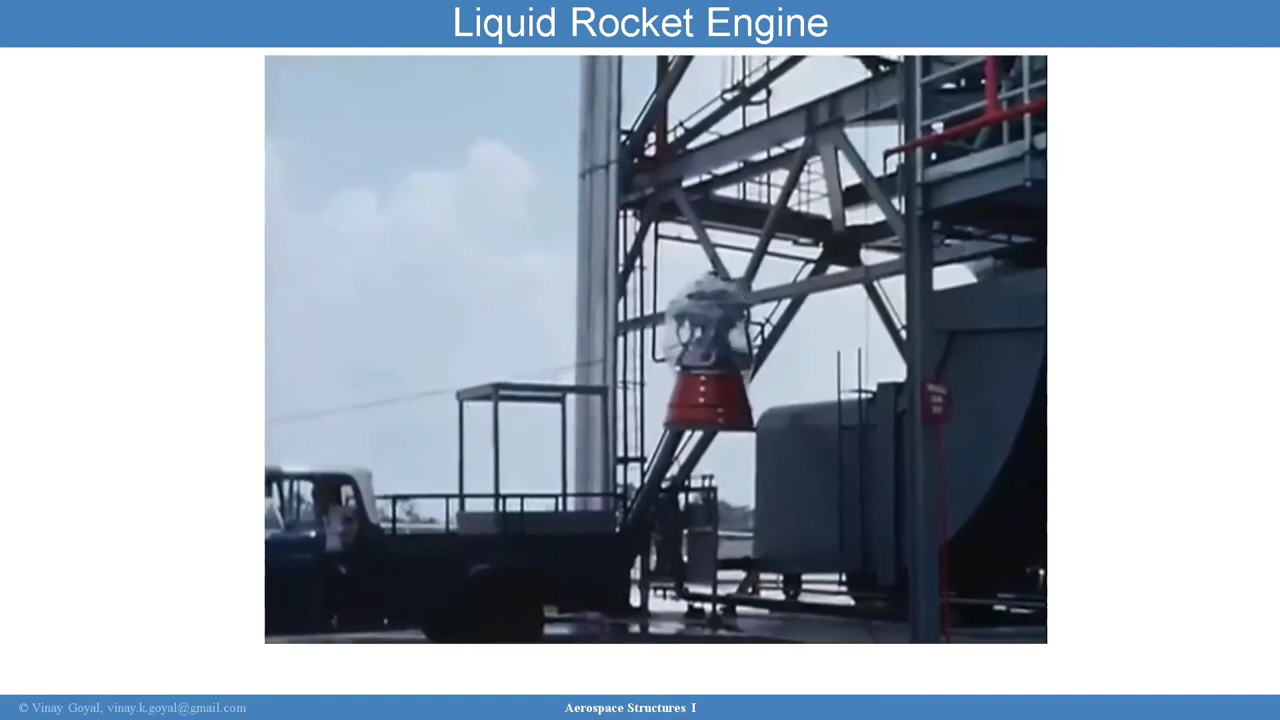 Liquid Rocket Engine
© Vinay Goyal, vinay.k.goyal@gmail.com
Aerospace Structures I